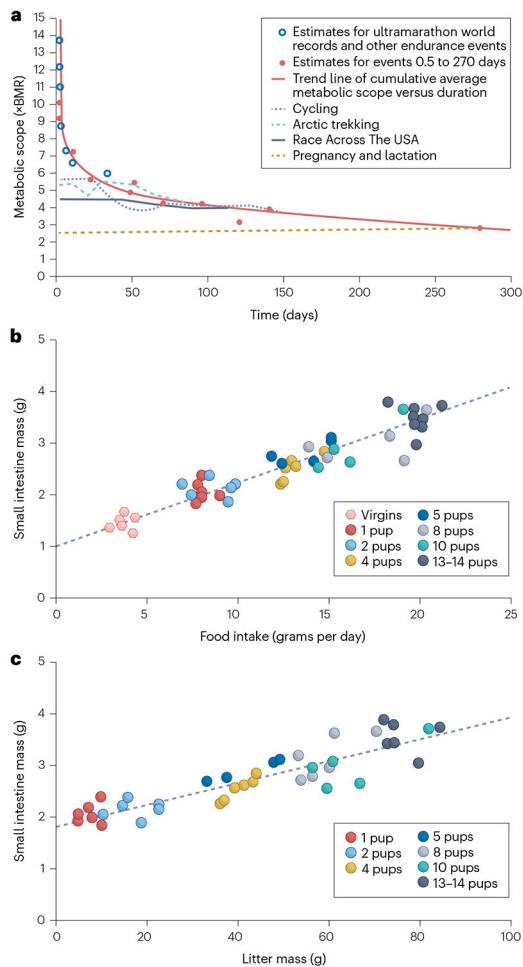 a
15
14
13
12
11
10
9
8
7
6
5
4
3
2
1
0
Metabolic scope (×BMR)
Estimates for ultramarathon world
records and other endurance events
Estimates for events 0.5 to 270 days
Trend line of cumulative average
metabolic scope versus duration
Cycling
Arctic trekking
Race Across The USA
Pregnancy and lactation
0 50 100 150 200 250 300
Time (days)
b
5
4
3
2
1
0
Small intestine mass (g)
Virgins
1 pup
2 pups
4 pups
5 pups
8 pups
10 pups
13–14 pups
0 5 10 15 20 25
Food intake (grams per day)
c
5
4
3
2
1
0
Small intestine mass (g)
1 pup
2 pups
4 pups
5 pups
8 pups
10 pups
13–14 pups
0 20 40 60 80 100
Litter mass (g)